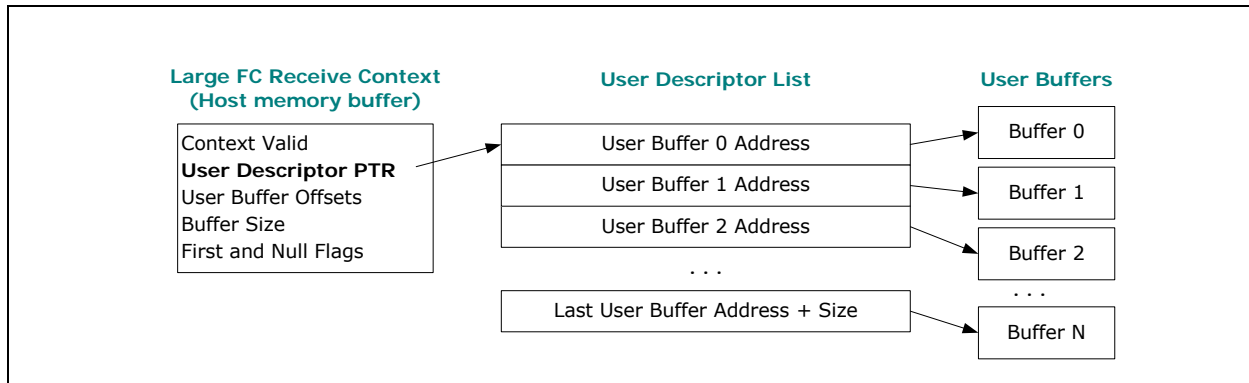 Large FC Receive Context
(Host memory buffer)
Context Valid
User Descriptor PTR
User Buffer Offsets
Buffer Size
First and Null Flags
User Descriptor List
User Buffer 0 Address
User Buffer 1 Address
User Buffer 2 Address
. . .
Last User Buffer Address + Size
User Buffers
Buffer 0
Buffer 1
Buffer 2
. . .
Buffer N